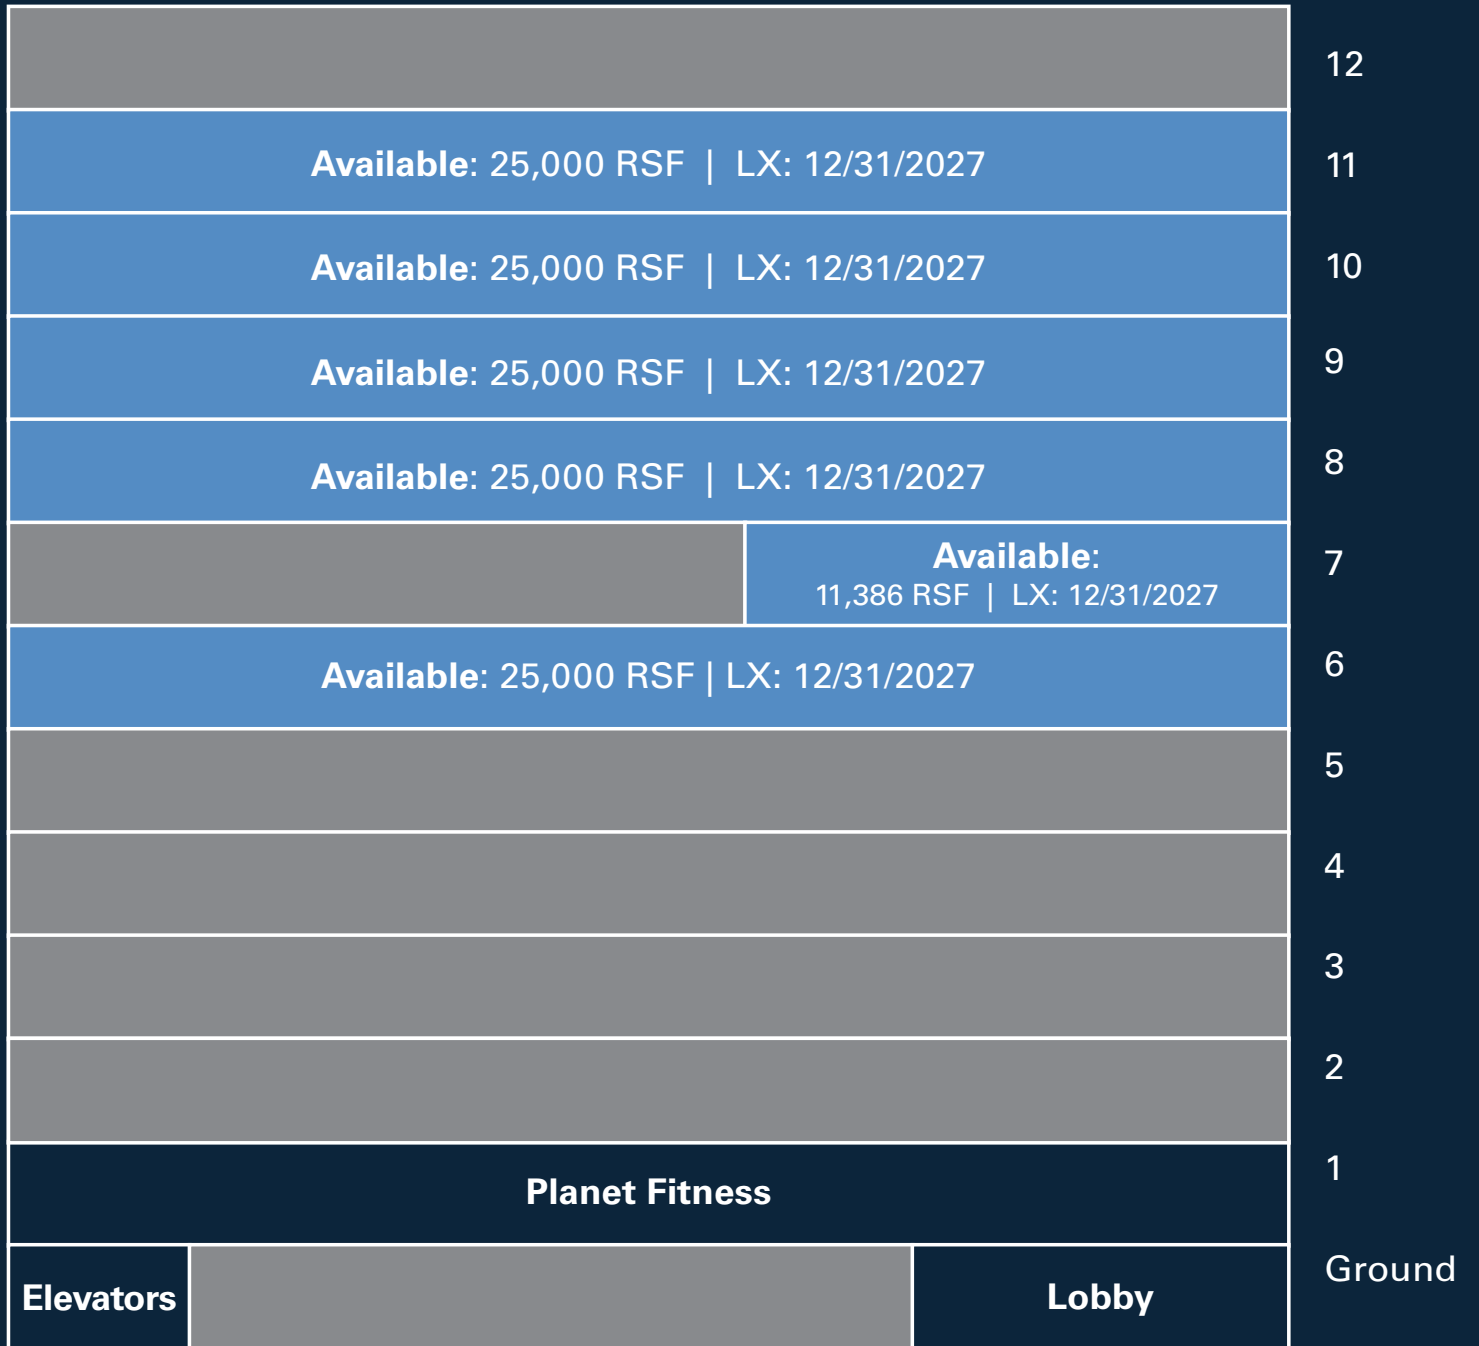 12
Available: 25,000 RSF | LX: 12/31/2027
11
Available: 25,000 RSF | LX: 12/31/2027
10
Available: 25,000 RSF | LX: 12/31/2027
9
Available: 25,000 RSF | LX: 12/31/2027
8
Available:
11,386 RSF | LX: 12/31/2027
7
Available: 25,000 RSF | LX: 12/31/2027
6
5
4
3
2
Planet Fitness
1
Elevators
Lobby
Ground